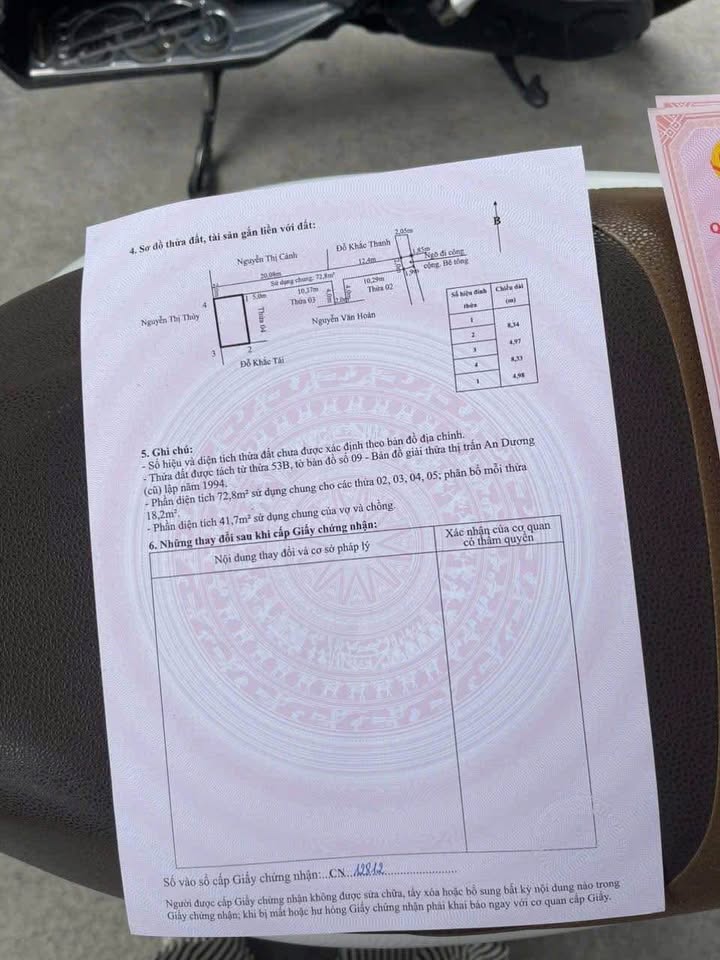 4. Sơ đồ thửa đất, tài sản gắn liền với đất:
B
Nguyễn Thị Cảnh
Đỗ Khắc Thanh
2,05m
1,85m
Ngõ đi công
cộng. Bê tông
20,08m
12,4m
Sử dụng chung: 72,8m²
10,37m
10,29m
Thửa 03
Thửa 02
4
1
5,0m
Thửa 04
Nguyễn Thị Thủy
Nguyễn Văn Hoàn
3
2
Đỗ Khắc Tái
Số hiệu đỉnh thửa
Chiều dài (m)
1
8,34
2
4,97
3
8,33
4
4,98
1
5. Ghi chú:
- Số hiệu và diện tích thửa đất chưa được xác định theo bản đồ địa chính.
- Thửa đất được tách từ thửa 53B, tờ bản đồ số 09 - Bản đồ giải thửa thị trấn An Dương
(cũ) lập năm 1994.
- Phần diện tích 72,8m² sử dụng chung cho các thửa 02, 03, 04, 05; phân bổ mỗi thửa
18,2m².
- Phần diện tích 41,7m² sử dụng chung của vợ và chồng.
6. Những thay đổi sau khi cấp Giấy chứng nhận:
Nội dung thay đổi và cơ sở pháp lý
Xác nhận của cơ quan
có thẩm quyền
Số vào sổ cấp Giấy chứng nhận:...CN..12812
Người được cấp Giấy chứng nhận không được sửa chữa, tẩy xóa hoặc bổ sung bất kỳ nội dung nào trong
Giấy chứng nhận; khi bị mất hoặc hư hỏng Giấy chứng nhận phải khai báo ngay với cơ quan cấp Giấy.